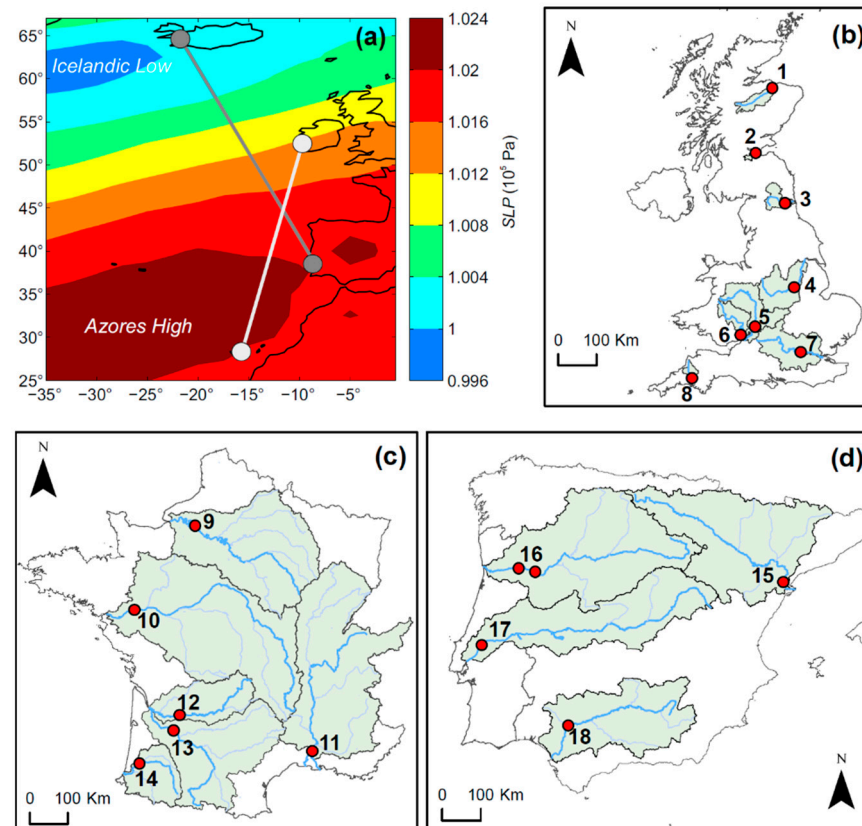 (a)
Icelandic Low
Azores High
65°
60°
55°
50°
45°
40°
35°
30°
25°
−35° −30° −25° −20° −15° −10° −5°
1.024
1.02
1.016
1.012
1.008
1.004
1
0.996
SLP (10⁵ Pa)
(b)
N
1
2
3
4
5
6
7
8
0 100 Km
(c)
N
9
10
12
13
11
14
0 100 Km
(d)
N
16
15
17
18
0 100 Km
N